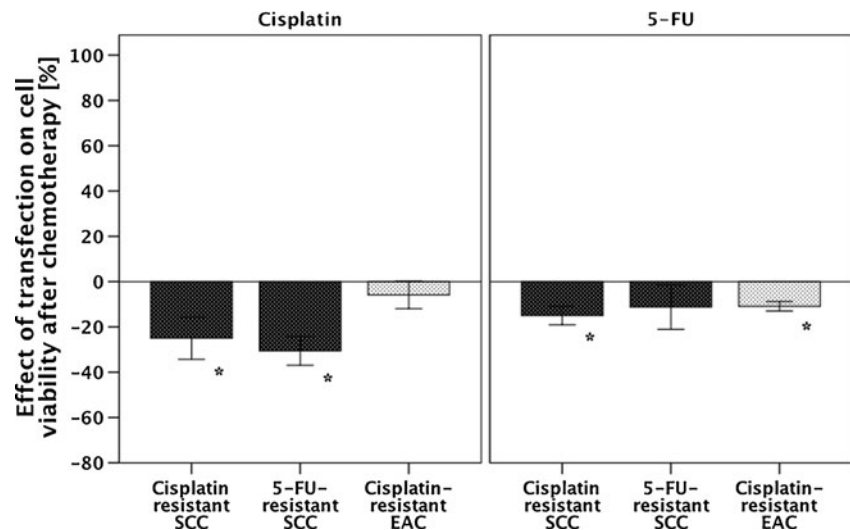 Cisplatin
5-FU
Effect of transfection on cell
viability after chemotherapy [%]
100
80
60
40
20
0
-20
-40
-60
-80
*
*
*
*
Cisplatin
resistant
SCC
5-FU-
resistant
SCC
Cisplatin-
resistant
EAC
Cisplatin
resistant
SCC
5-FU-
resistant
SCC
Cisplatin-
resistant
EAC